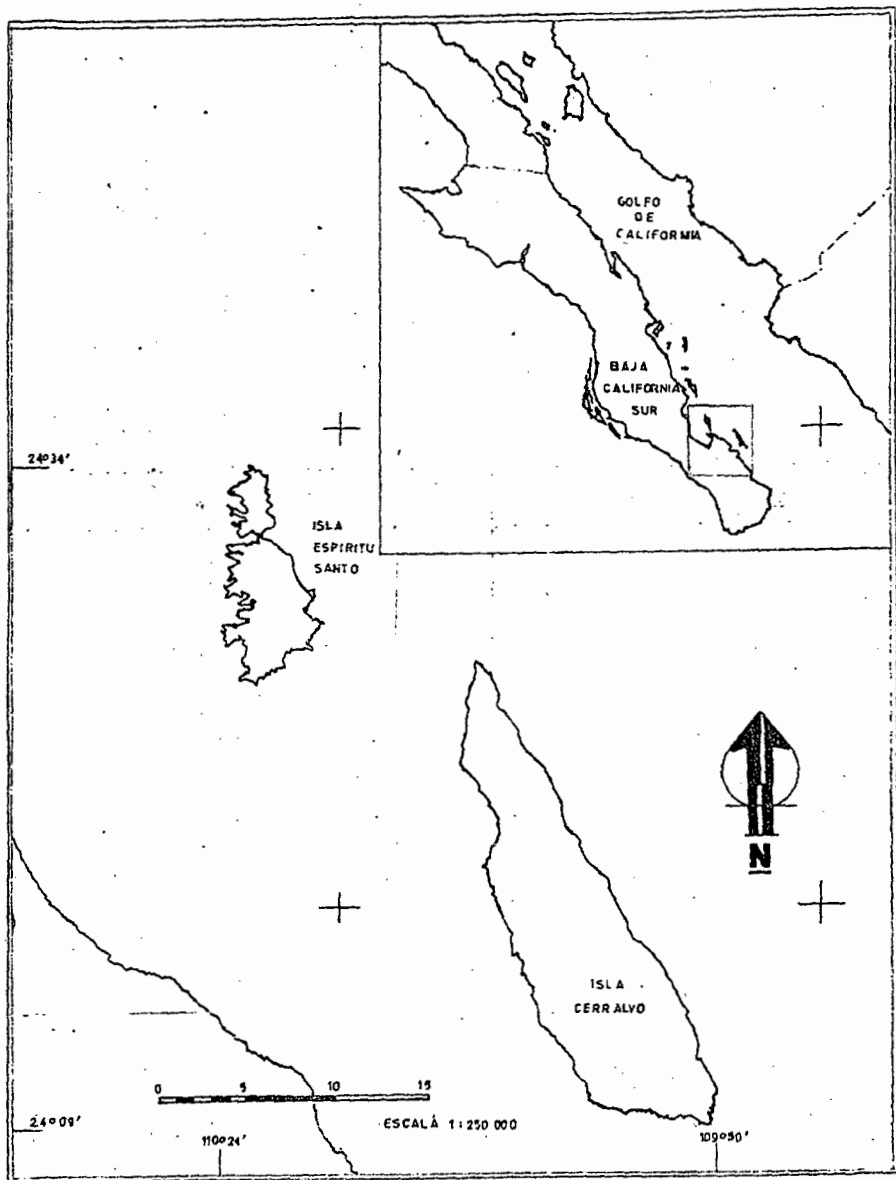 GOLFO
DE
CALIFORNIA
BAJA
CALIFORNIA
SUR
24°34'
ISLA
ESPIRITU
SANTO
N
ISLA
CERRALVO
0 5 10 15
ESCALA 1:250 000
24°09'
110°24'
109°50'